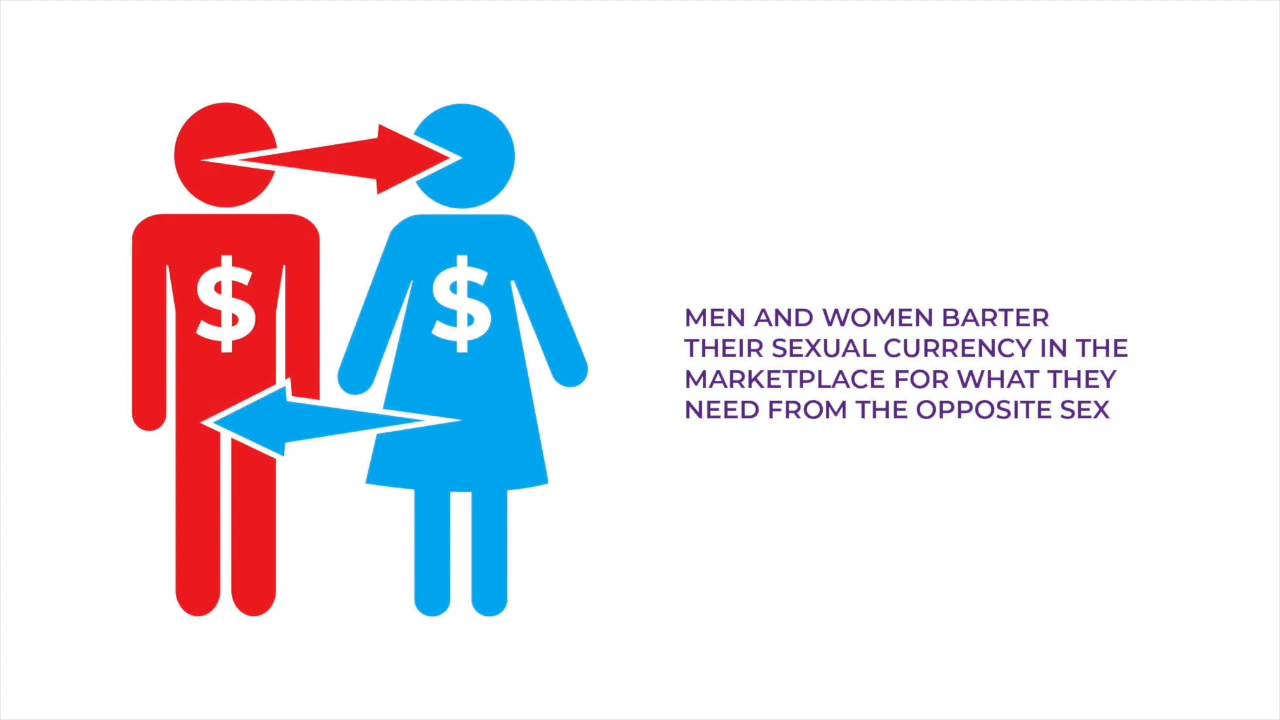 $ $
MEN AND WOMEN BARTER
THEIR SEXUAL CURRENCY IN THE
MARKETPLACE FOR WHAT THEY
NEED FROM THE OPPOSITE SEX